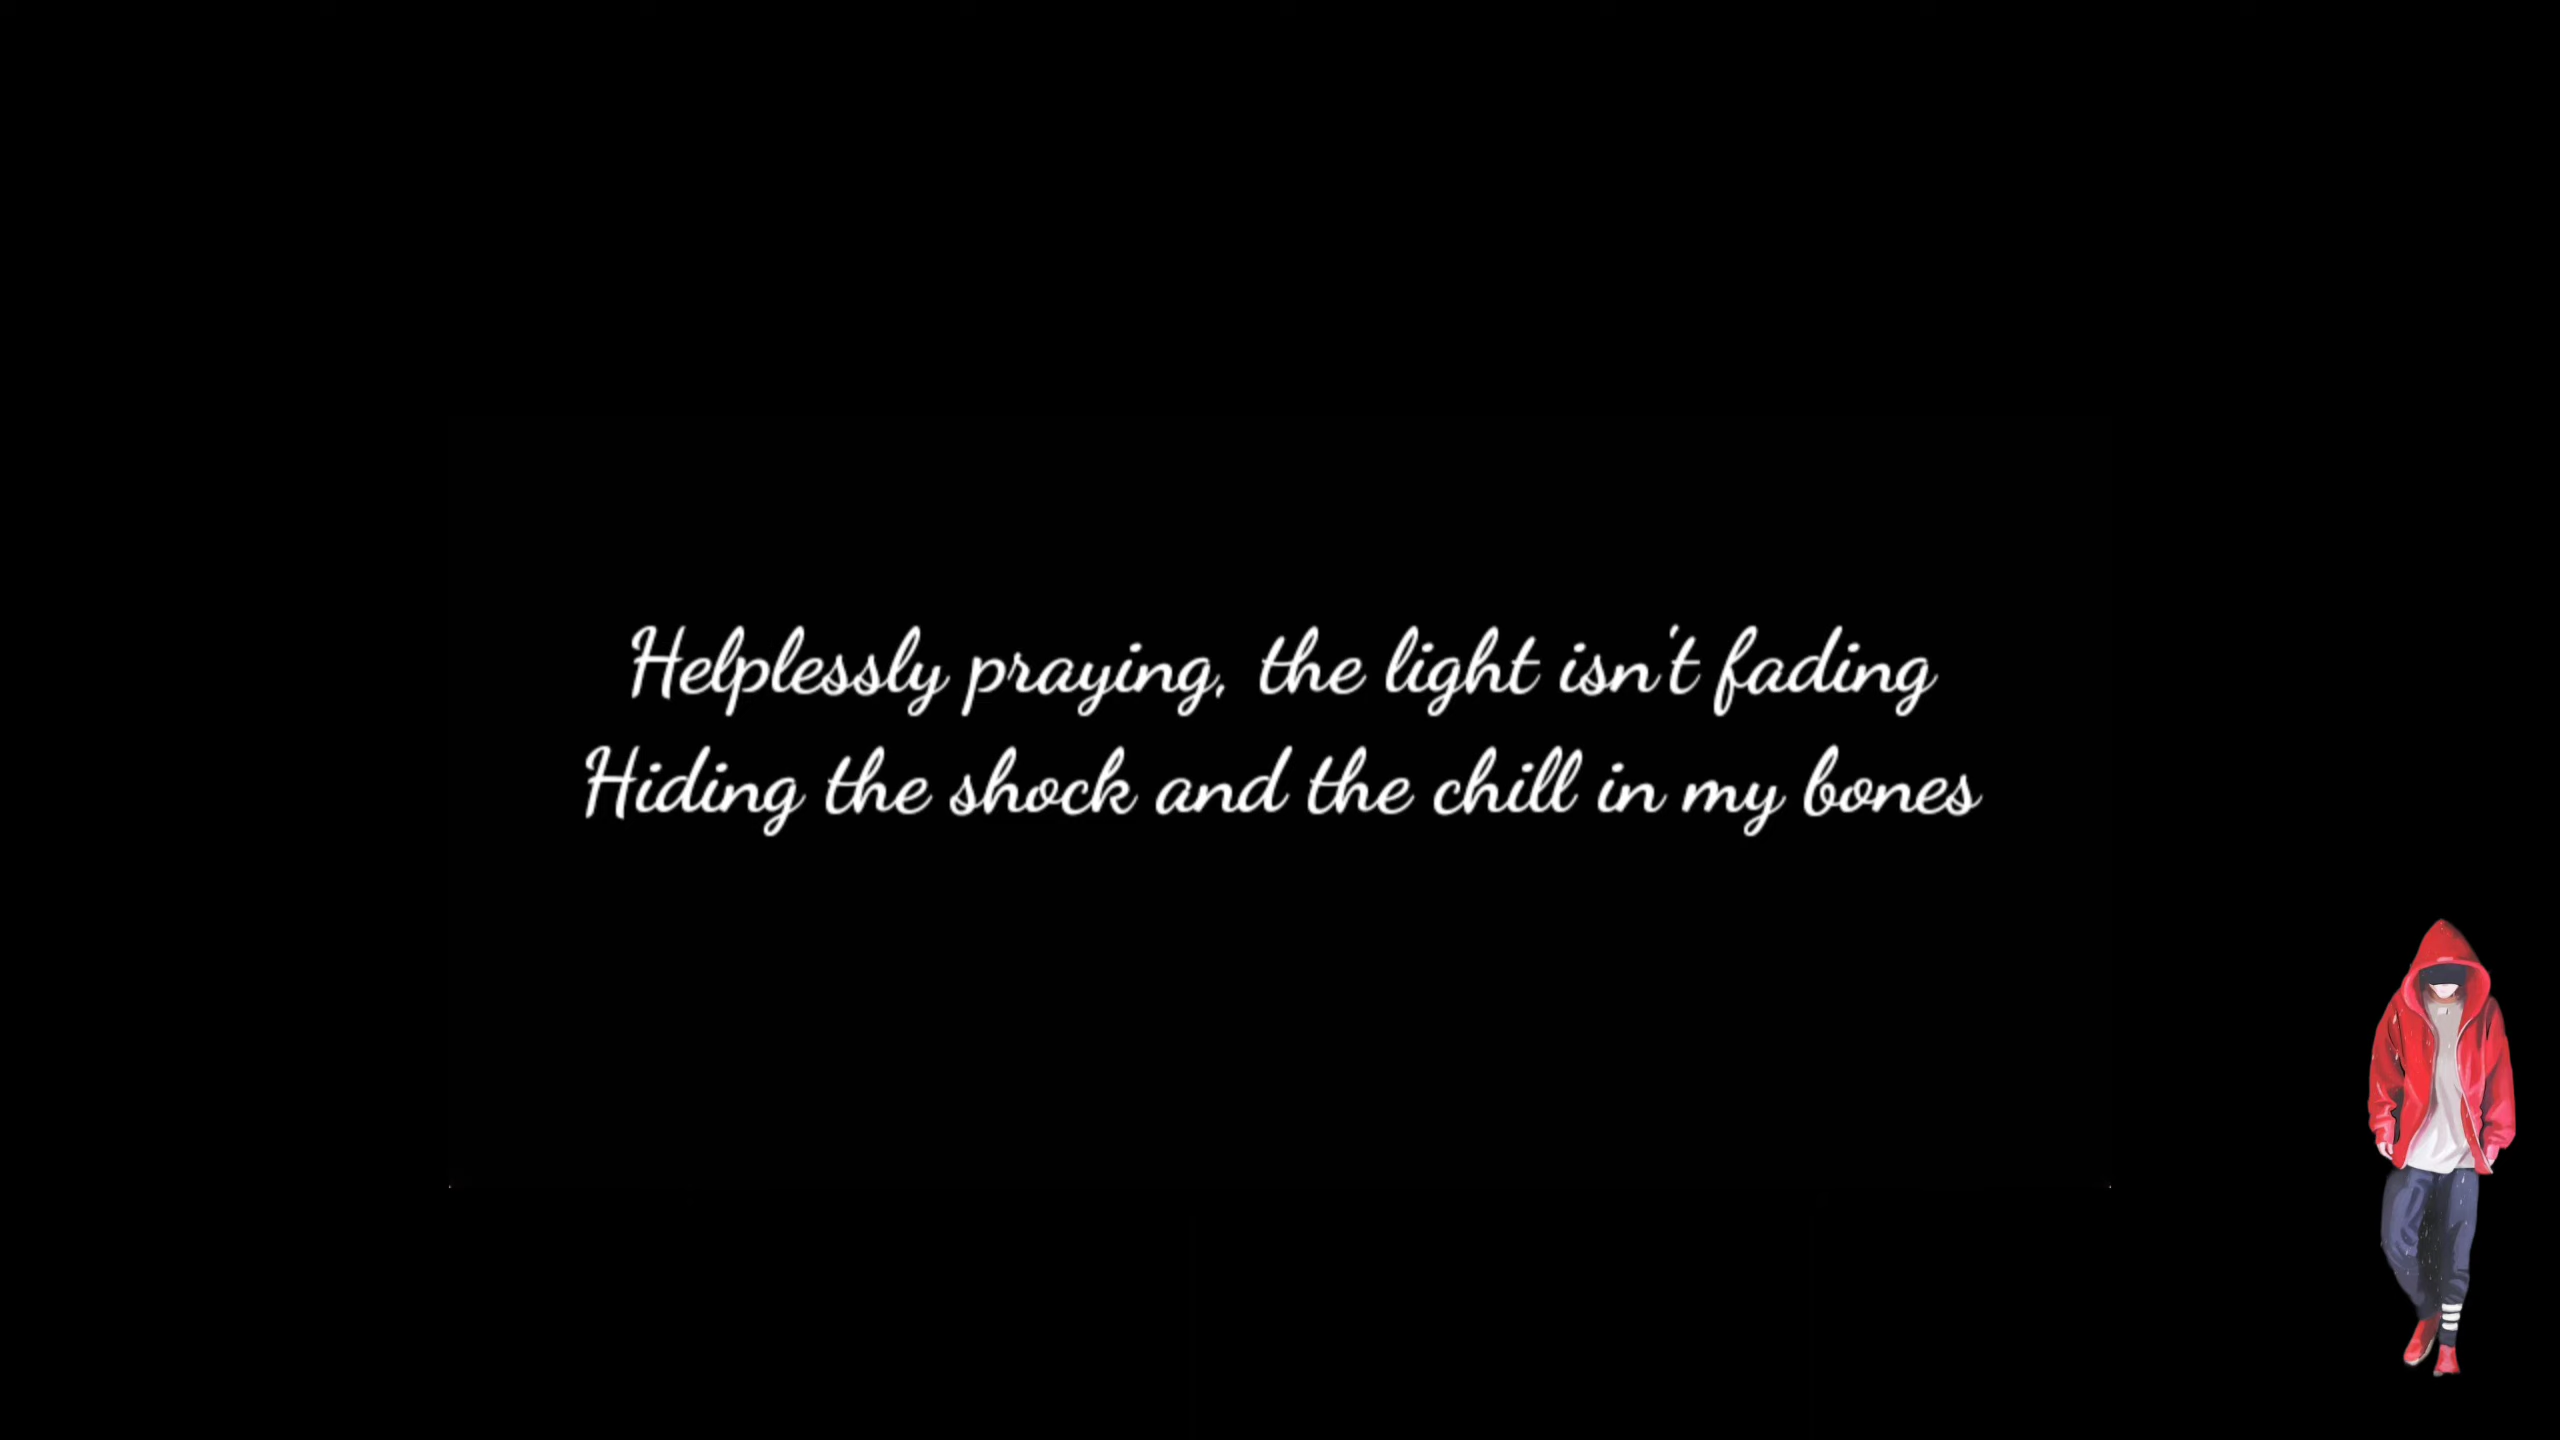 Helplessly praying, the light isn't fading
Hiding the shock and the chill in my bones